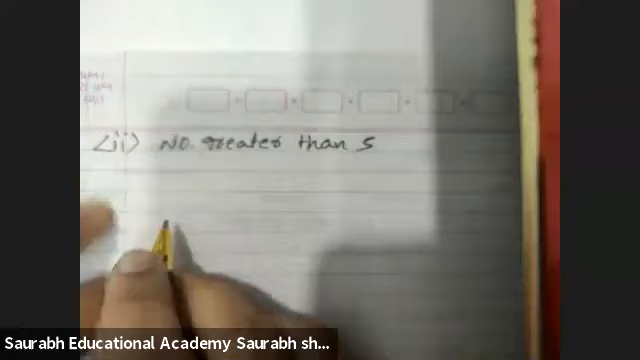 <ii> No. greater than 5
Saurabh Educational Academy Saurabh sh...